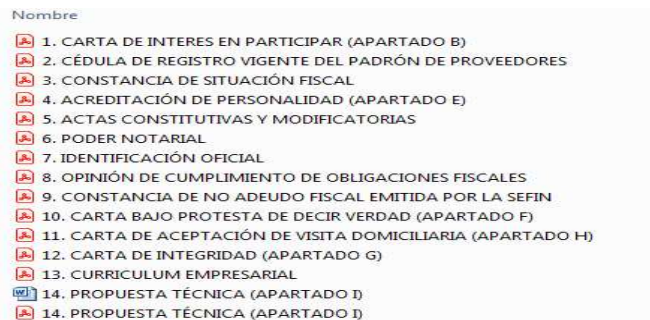 Nombre
1. CARTA DE INTERES EN PARTICIPAR (APARTADO B)
2. CÉDULA DE REGISTRO VIGENTE DEL PADRÓN DE PROVEEDORES
3. CONSTANCIA DE SITUACIÓN FISCAL
4. ACREDITACIÓN DE PERSONALIDAD (APARTADO E)
5. ACTAS CONSTITUTIVAS Y MODIFICATORIAS
6. PODER NOTARIAL
7. IDENTIFICACIÓN OFICIAL
8. OPINIÓN DE CUMPLIMIENTO DE OBLIGACIONES FISCALES
9. CONSTANCIA DE NO ADEUDO FISCAL EMITIDA POR LA SEFIN
10. CARTA BAJO PROTESTA DE DECIR VERDAD (APARTADO F)
11. CARTA DE ACEPTACIÓN DE VISITA DOMICILIARIA (APARTADO H)
12. CARTA DE INTEGRIDAD (APARTADO G)
13. CURRICULUM EMPRESARIAL
14. PROPUESTA TÉCNICA (APARTADO I)
14. PROPUESTA TÉCNICA (APARTADO I)